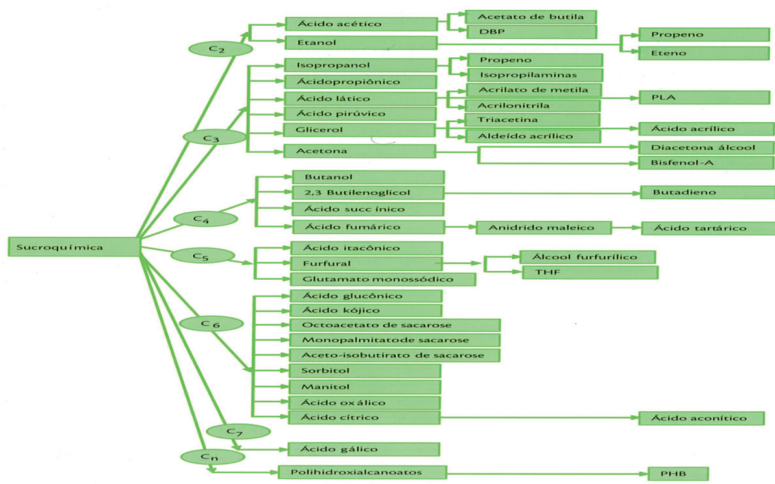 Sucroquímica
C2
Ácido acético
Acetato de butila
DBP
Etanol
Propeno
Eteno
C3
Isopropanol
Propeno
Isopropilaminas
Ácidopropiônico
Ácido lático
Acrilato de metila
PLA
Acrilonitrila
Ácido pirúvico
Glicerol
Triacetina
Aldeído acrílico
Ácido acrílico
Acetona
Diacetona álcool
Bisfenol-A
C4
Butanol
2,3 Butilenoglicol
Butadieno
Ácido succ ínico
Ácido fumárico
Anidrido maleico
Ácido tartárico
C5
Ácido itacônico
Furfural
Álcool furfurílico
THF
Glutamato monossódico
C6
Ácido glucônico
Ácido kójico
Octoacetato de sacarose
Monopalmitatode sacarose
Aceto-isobutirato de sacarose
Sorbitol
Manitol
Ácido oxálico
Ácido cítrico
Ácido aconítico
C7
Ácido gálico
Cn
Polihidroxialcanoatos
PHB